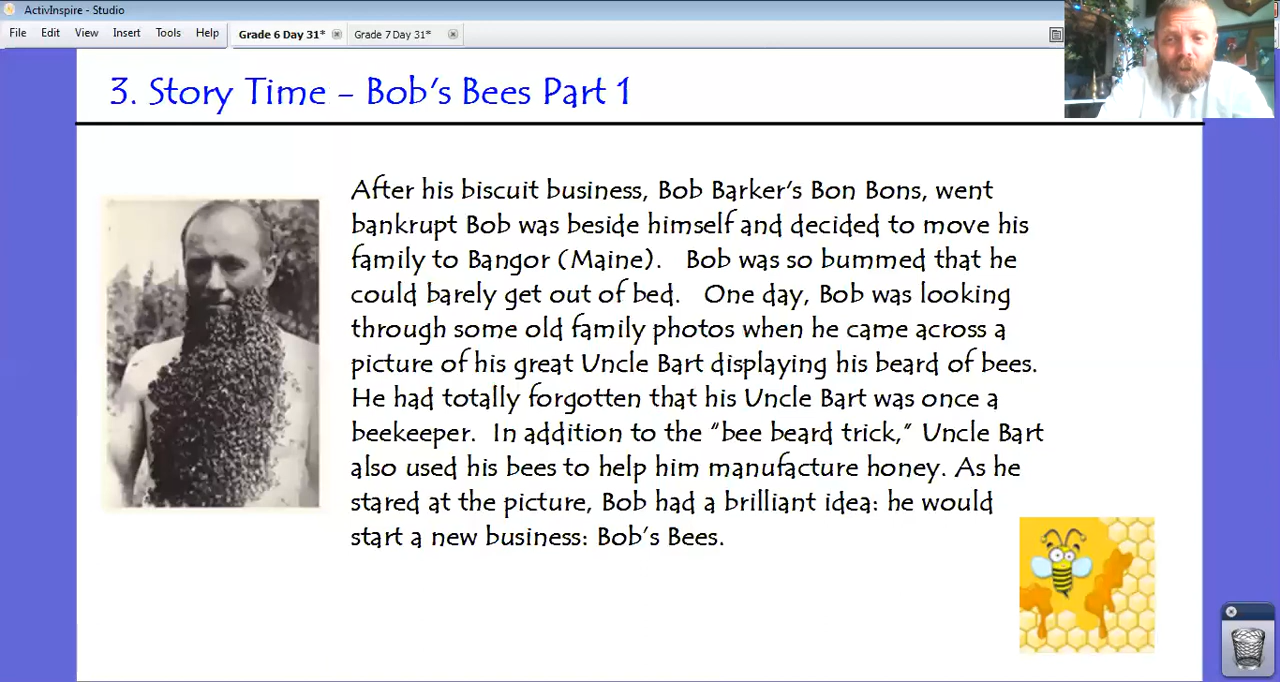 ActivInspire - Studio
File Edit View Insert Tools Help
Grade 6 Day 31* Grade 7 Day 31*
3. Story Time – Bob's Bees Part 1
After his biscuit business, Bob Barker's Bon Bons, went
bankrupt Bob was beside himself and decided to move his
family to Bangor (Maine). Bob was so bummed that he
could barely get out of bed. One day, Bob was looking
through some old family photos when he came across a
picture of his great Uncle Bart displaying his beard of bees.
He had totally forgotten that his Uncle Bart was once a
beekeeper. In addition to the "bee beard trick," Uncle Bart
also used his bees to help him manufacture honey. As he
stared at the picture, Bob had a brilliant idea: he would
start a new business: Bob's Bees.